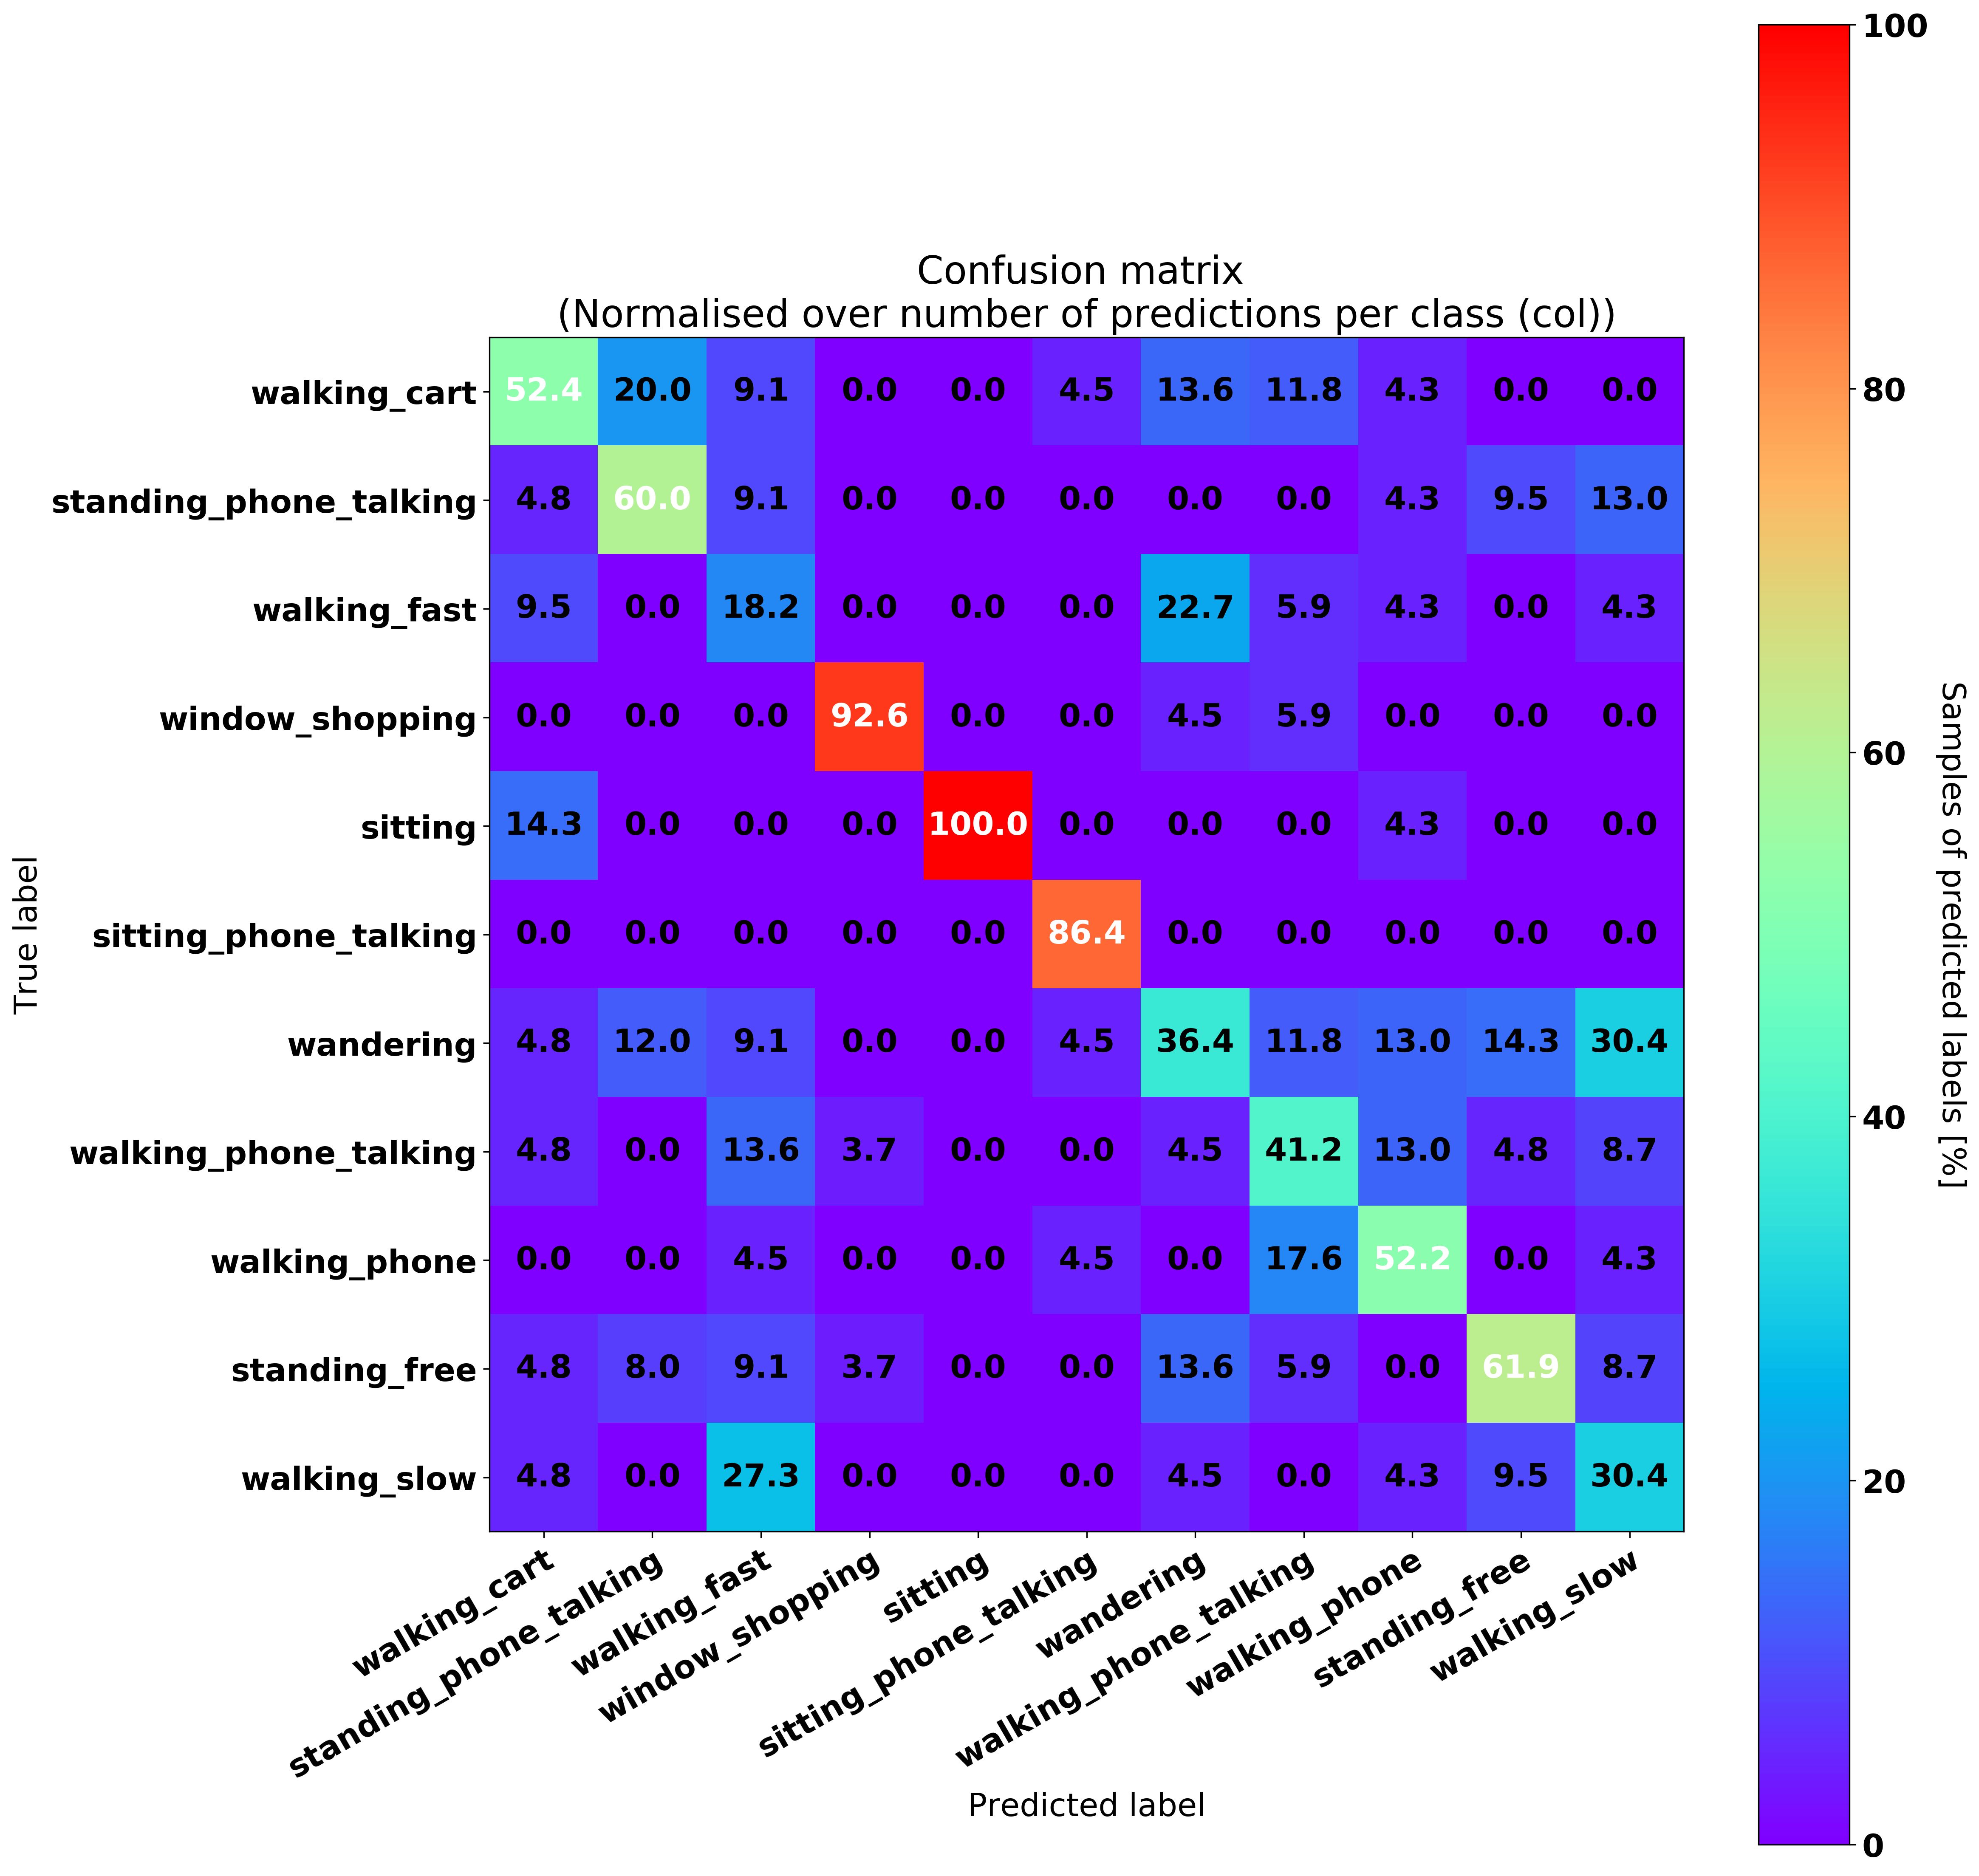 Confusion matrix
(Normalised over number of predictions per class (col))
True label
walking_cart 52.4 20.0 9.1 0.0 0.0 4.5 13.6 11.8 4.3 0.0 0.0
standing_phone_talking 4.8 60.0 9.1 0.0 0.0 0.0 0.0 0.0 4.3 9.5 13.0
walking_fast 9.5 0.0 18.2 0.0 0.0 0.0 22.7 5.9 4.3 0.0 4.3
window_shopping 0.0 0.0 0.0 92.6 0.0 0.0 4.5 5.9 0.0 0.0 0.0
sitting 14.3 0.0 0.0 0.0 100.0 0.0 0.0 0.0 4.3 0.0 0.0
sitting_phone_talking 0.0 0.0 0.0 0.0 0.0 86.4 0.0 0.0 0.0 0.0 0.0
wandering 4.8 12.0 9.1 0.0 0.0 4.5 36.4 11.8 13.0 14.3 30.4
walking_phone_talking 4.8 0.0 13.6 3.7 0.0 0.0 4.5 41.2 13.0 4.8 8.7
walking_phone 0.0 0.0 4.5 0.0 0.0 4.5 0.0 17.6 52.2 0.0 4.3
standing_free 4.8 8.0 9.1 3.7 0.0 0.0 13.6 5.9 0.0 61.9 8.7
walking_slow 4.8 0.0 27.3 0.0 0.0 0.0 4.5 0.0 4.3 9.5 30.4
walking_cart
standing_phone_talking
walking_fast
window_shopping
sitting
sitting_phone_talking
wandering
walking_phone_talking
walking_phone
standing_free
walking_slow
Predicted label
100
80
60
40
20
0
Samples of predicted labels [%]